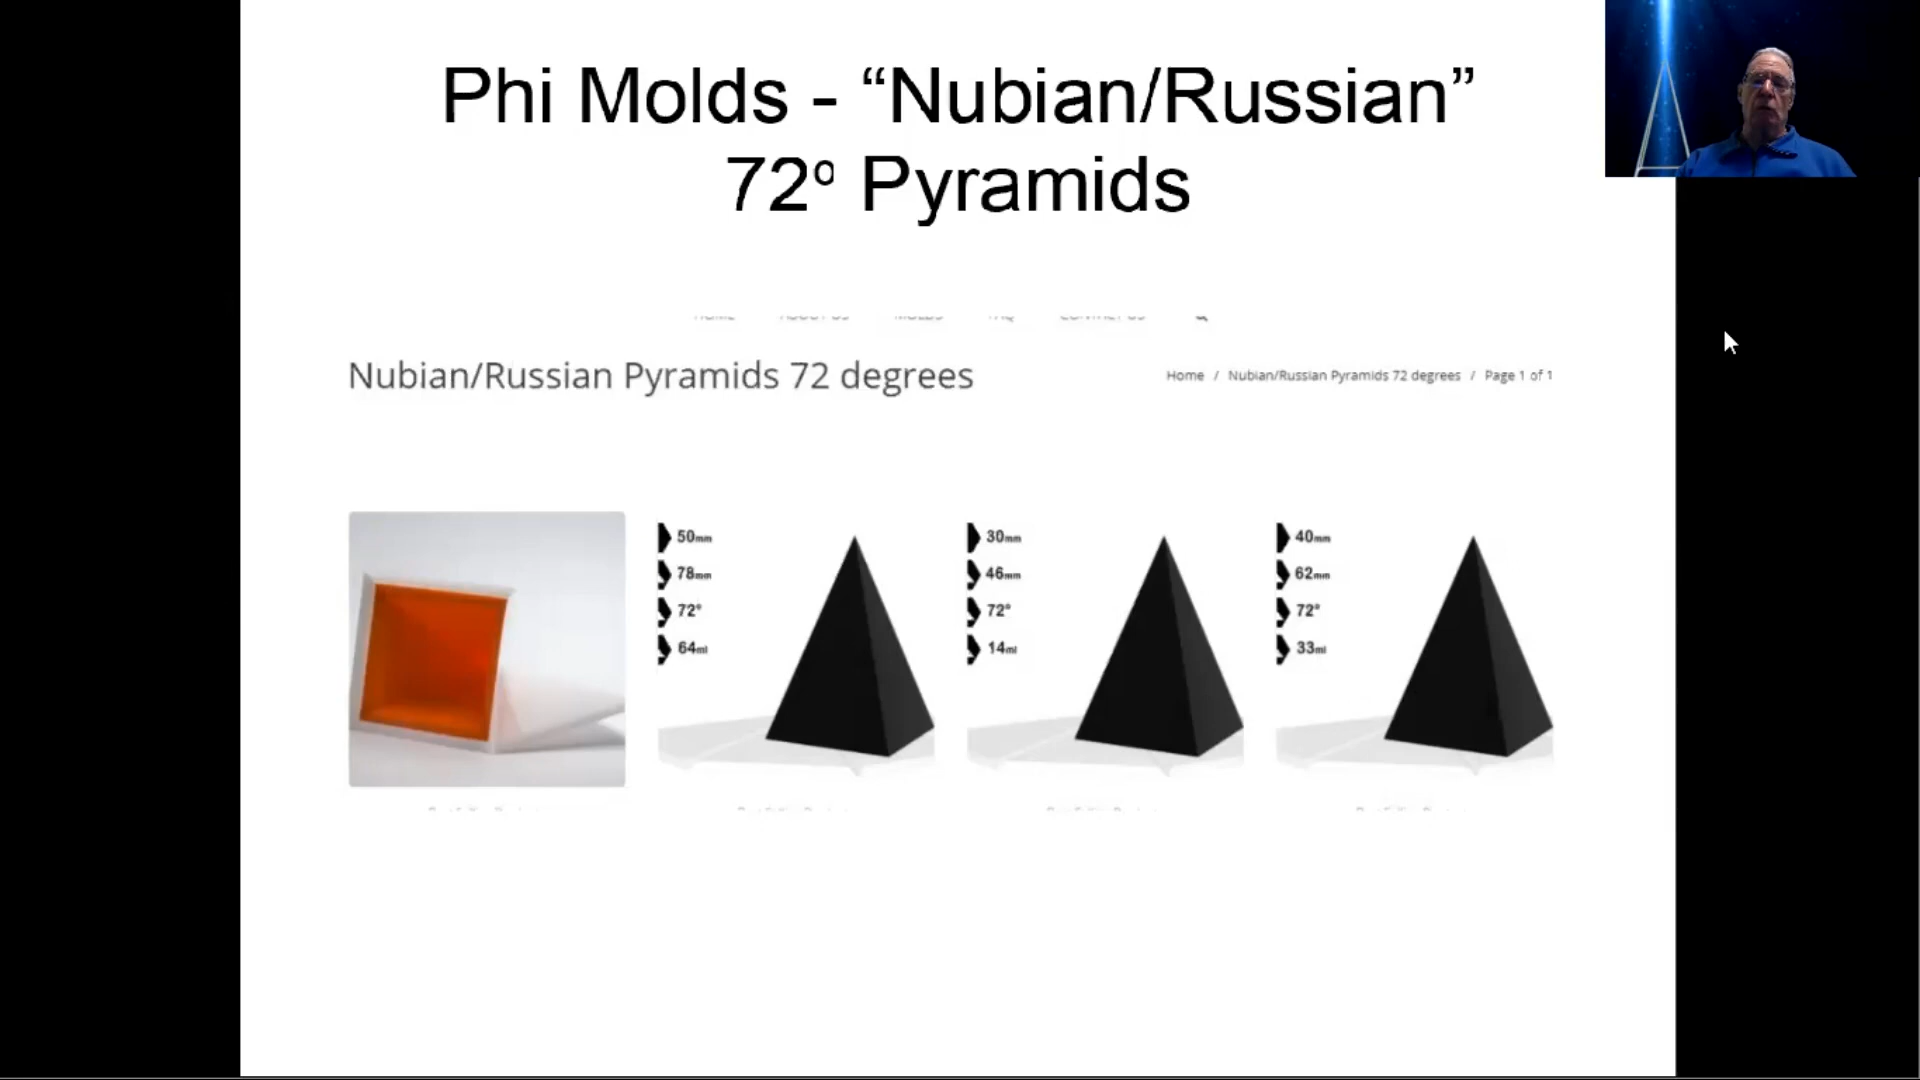 Phi Molds - “Nubian/Russian”
72º Pyramids
Nubian/Russian Pyramids 72 degrees
Home / Nubian/Russian Pyramids 72 degrees / Page 1 of 1
50mm
78mm
72°
64ml
30mm
46mm
72°
14ml
40mm
62mm
72°
33ml